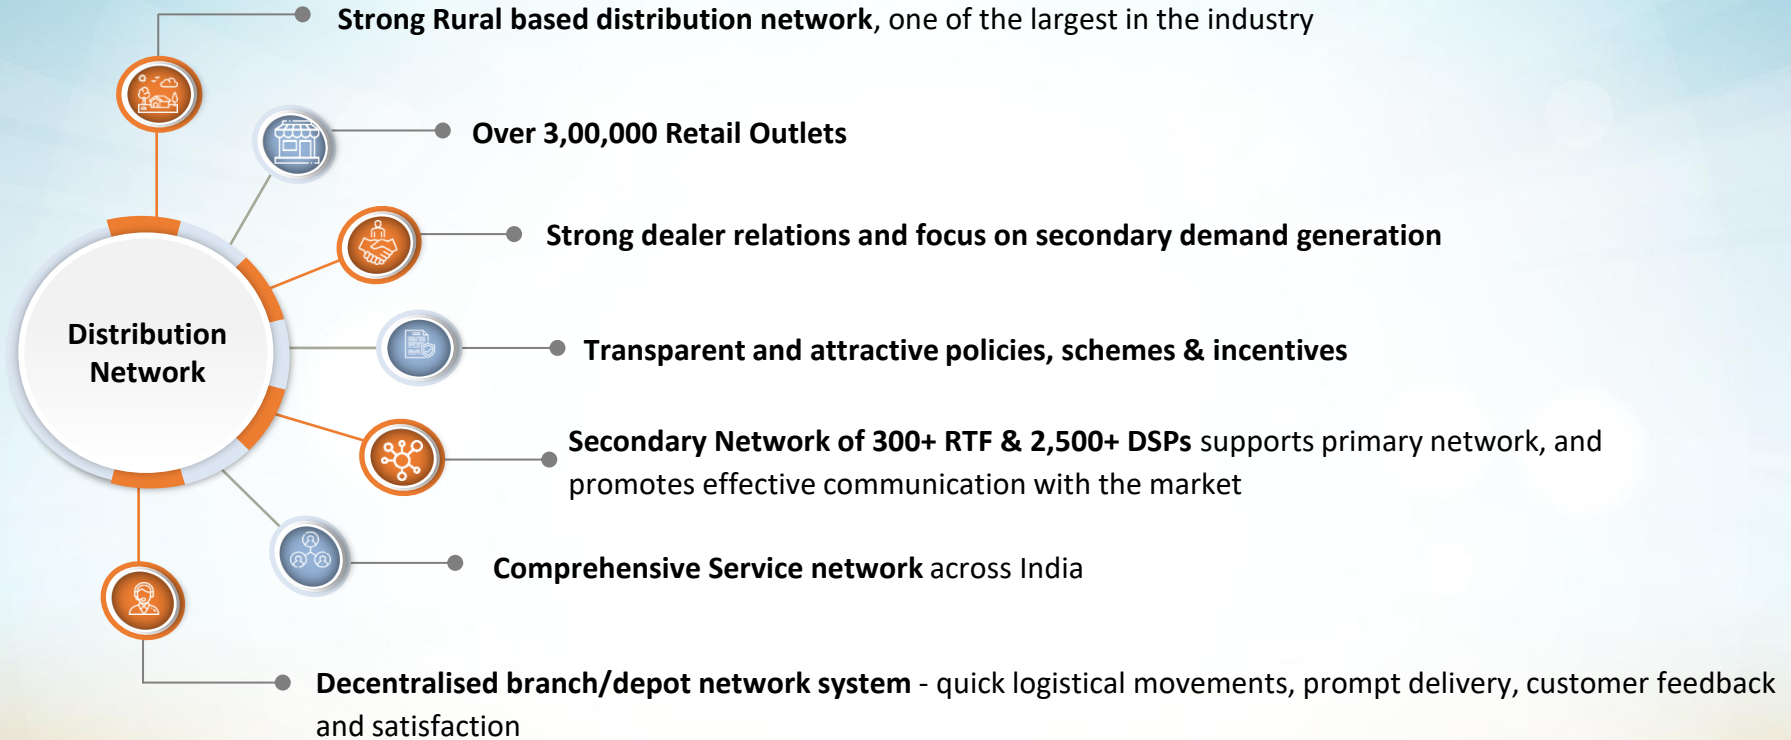 Strong Rural based distribution network, one of the largest in the industry
Over 3,00,000 Retail Outlets
Strong dealer relations and focus on secondary demand generation
Distribution
Network
Transparent and attractive policies, schemes & incentives
Secondary Network of 300+ RTF & 2,500+ DSPs supports primary network, and
promotes effective communication with the market
Comprehensive Service network across India
Decentralised branch/depot network system - quick logistical movements, prompt delivery, customer feedback
and satisfaction